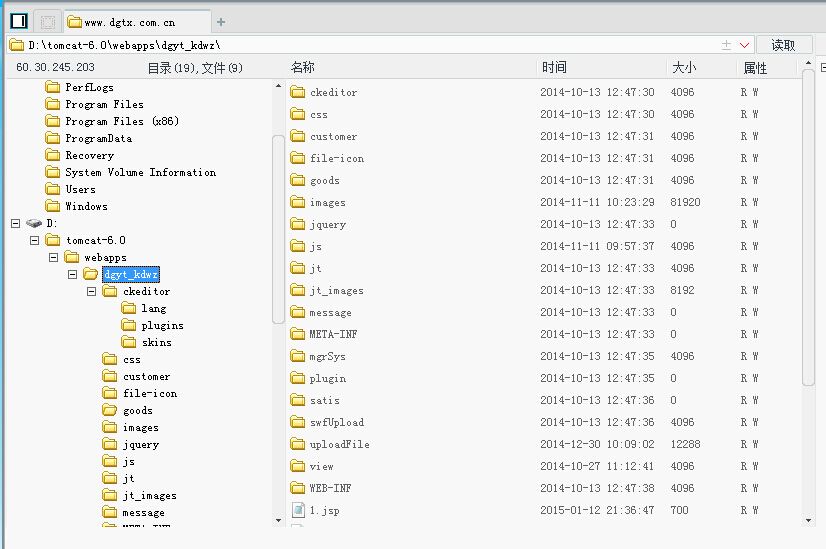 www.dgtx.com.cn
D:\tomcat-6.0\webapps\dgyt_kdwz\ 读取
60.30.245.203 目录(19),文件(9) 名称 时间 大小 属性
PerfLogs
Program Files
Program Files (x86)
ProgramData
Recovery
System Volume Information
Users
Windows
D:
tomcat-6.0
webapps
dgyt_kdwz
ckeditor
lang
plugins
skins
css
customer
file-icon
goods
images
jquery
js
jt
jt_images
message
META-INF
ckeditor 2014-10-13 12:47:30 4096 R W
css 2014-10-13 12:47:30 4096 R W
customer 2014-10-13 12:47:31 4096 R W
file-icon 2014-10-13 12:47:31 4096 R W
goods 2014-10-13 12:47:31 4096 R W
images 2014-11-11 10:23:29 81920 R W
jquery 2014-10-13 12:47:33 0 R W
js 2014-11-11 09:57:37 4096 R W
jt 2014-10-13 12:47:33 4096 R W
jt_images 2014-10-13 12:47:33 8192 R W
message 2014-10-13 12:47:33 0 R W
META-INF 2014-10-13 12:47:33 0 R W
mgrSys 2014-10-13 12:47:35 4096 R W
plugin 2014-10-13 12:47:35 0 R W
satis 2014-10-13 12:47:36 0 R W
swfUpload 2014-10-13 12:47:36 4096 R W
uploadFile 2014-12-30 10:09:02 12288 R W
view 2014-10-27 11:12:41 4096 R W
WEB-INF 2014-10-13 12:47:38 4096 R W
1.jsp 2015-01-12 21:36:47 700 R W